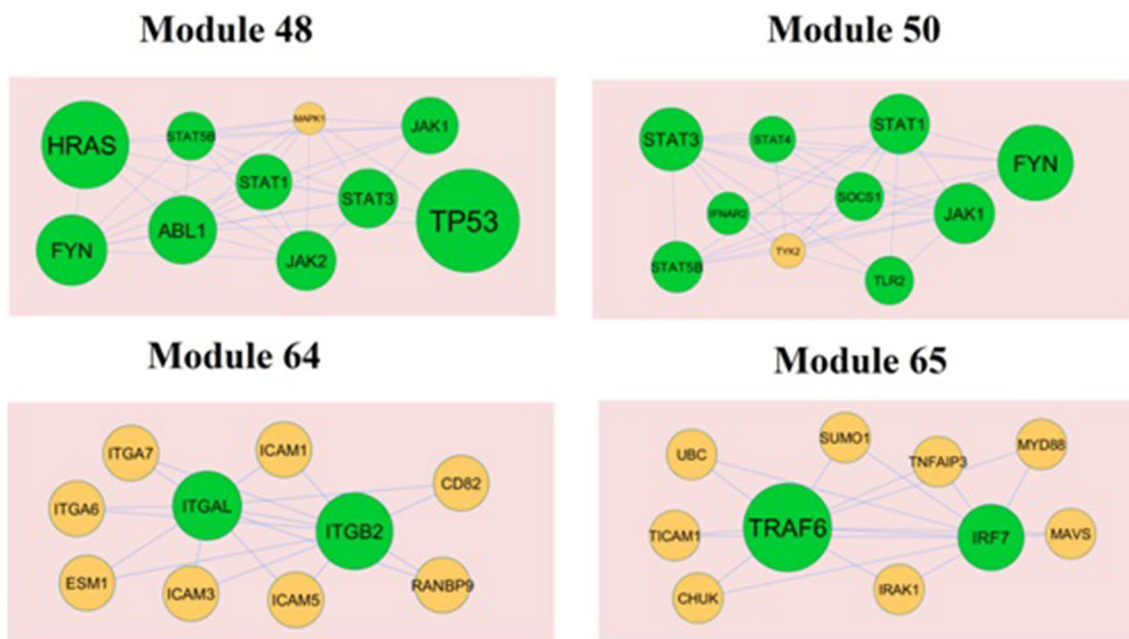 Module 48
Module 50
HRAS
STAT5B
MAPK1
JAK1
STAT1
STAT3
TP53
ABL1
FYN
JAK2
STAT3
STAT4
STAT1
FYN
SOCS1
IFNAR2
JAK1
TYK2
STAT5B
TLR2
Module 64
Module 65
ITGA7
ICAM1
CD82
ITGA6
ITGAL
ITGB2
ESM1
ICAM3
ICAM5
RANBP9
UBC
SUMO1
TNFAIP3
MYD88
TRAF6
TICAM1
IRF7
MAVS
CHUK
IRAK1